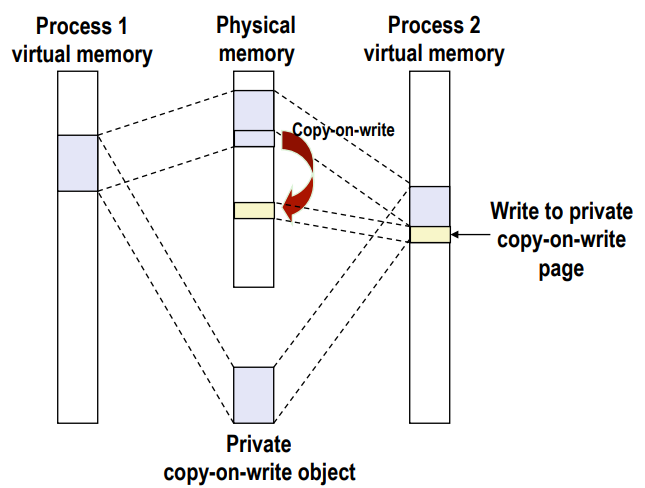 Process 1
virtual memory
Physical
memory
Process 2
virtual memory
Copy-on-write
Write to private
copy-on-write
page
Private
copy-on-write object